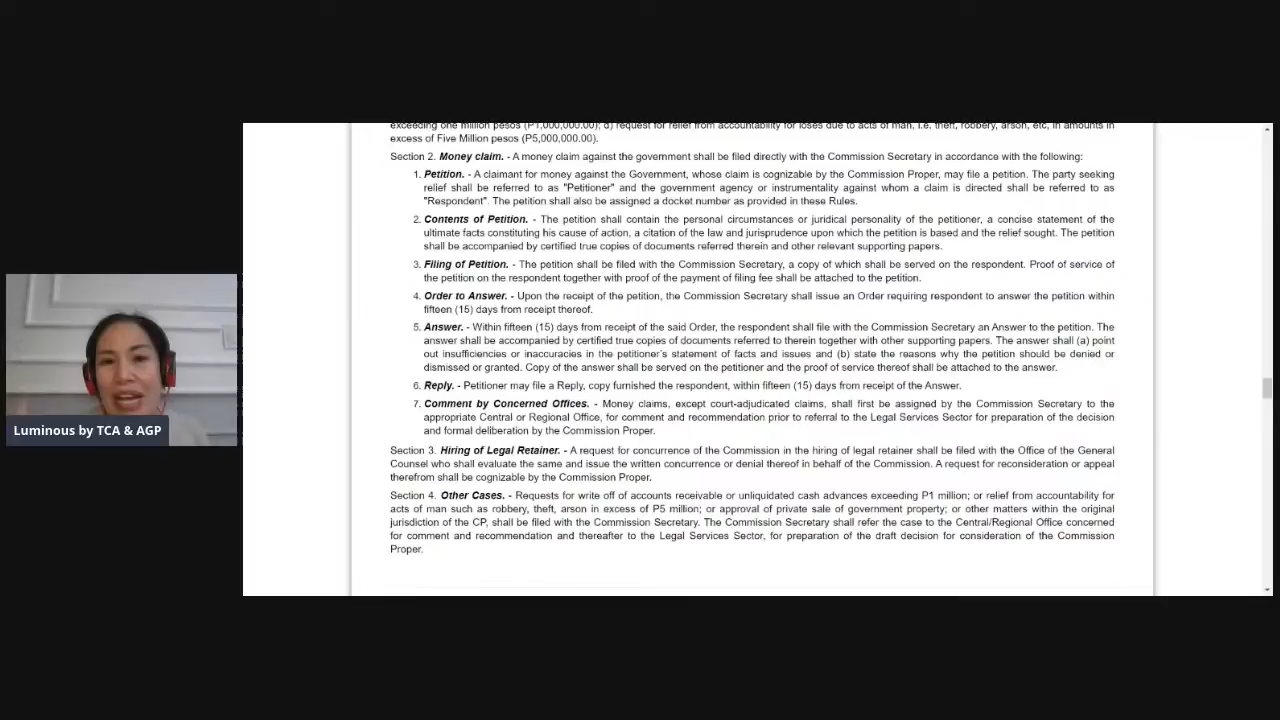 exceeding one million pesos (P1,000,000.00); d) request for relief from accountability for loses due to acts of man, i.e. theft, robbery, arson, etc, in amounts in
excess of Five Million pesos (P5,000,000.00).
Section 2. Money claim. - A money claim against the government shall be filed directly with the Commission Secretary in accordance with the following:
1. Petition. - A claimant for money against the Government, whose claim is cognizable by the Commission Proper, may file a petition. The party seeking
relief shall be referred to as "Petitioner" and the government agency or instrumentality against whom a claim is directed shall be referred to as
"Respondent". The petition shall also be assigned a docket number as provided in these Rules.
2. Contents of Petition. - The petition shall contain the personal circumstances or juridical personality of the petitioner, a concise statement of the
ultimate facts constituting his cause of action, a citation of the law and jurisprudence upon which the petition is based and the relief sought. The petition
shall be accompanied by certified true copies of documents referred therein and other relevant supporting papers.
3. Filing of Petition. - The petition shall be filed with the Commission Secretary, a copy of which shall be served on the respondent. Proof of service of
the petition on the respondent together with proof of the payment of filing fee shall be attached to the petition.
4. Order to Answer. - Upon the receipt of the petition, the Commission Secretary shall issue an Order requiring respondent to answer the petition within
fifteen (15) days from receipt thereof.
5. Answer. - Within fifteen (15) days from receipt of the said Order, the respondent shall file with the Commission Secretary an Answer to the petition. The
answer shall be accompanied by certified true copies of documents referred to therein together with other supporting papers. The answer shall (a) point
out insufficiencies or inaccuracies in the petitioner's statement of facts and issues and (b) state the reasons why the petition should be denied or
dismissed or granted. Copy of the answer shall be served on the petitioner and the proof of service thereof shall be attached to the answer.
6. Reply. - Petitioner may file a Reply, copy furnished the respondent, within fifteen (15) days from receipt of the Answer.
7. Comment by Concerned Offices. - Money claims, except court-adjudicated claims, shall first be assigned by the Commission Secretary to the
appropriate Central or Regional Office, for comment and recommendation prior to referral to the Legal Services Sector for preparation of the decision
and formal deliberation by the Commission Proper.
Section 3. Hiring of Legal Retainer. - A request for concurrence of the Commission in the hiring of legal retainer shall be filed with the Office of the General
Counsel who shall evaluate the same and issue the written concurrence or denial thereof in behalf of the Commission. A request for reconsideration or appeal
therefrom shall be cognizable by the Commission Proper.
Section 4. Other Cases. - Requests for write off of accounts receivable or unliquidated cash advances exceeding P1 million; or relief from accountability for
acts of man such as robbery, theft, arson in excess of P5 million; or approval of private sale of government property; or other matters within the original
jurisdiction of the CP, shall be filed with the Commission Secretary. The Commission Secretary shall refer the case to the Central/Regional Office concerned
for comment and recommendation and thereafter to the Legal Services Sector, for preparation of the draft decision for consideration of the Commission
Proper.
Luminous by TCA & AGP